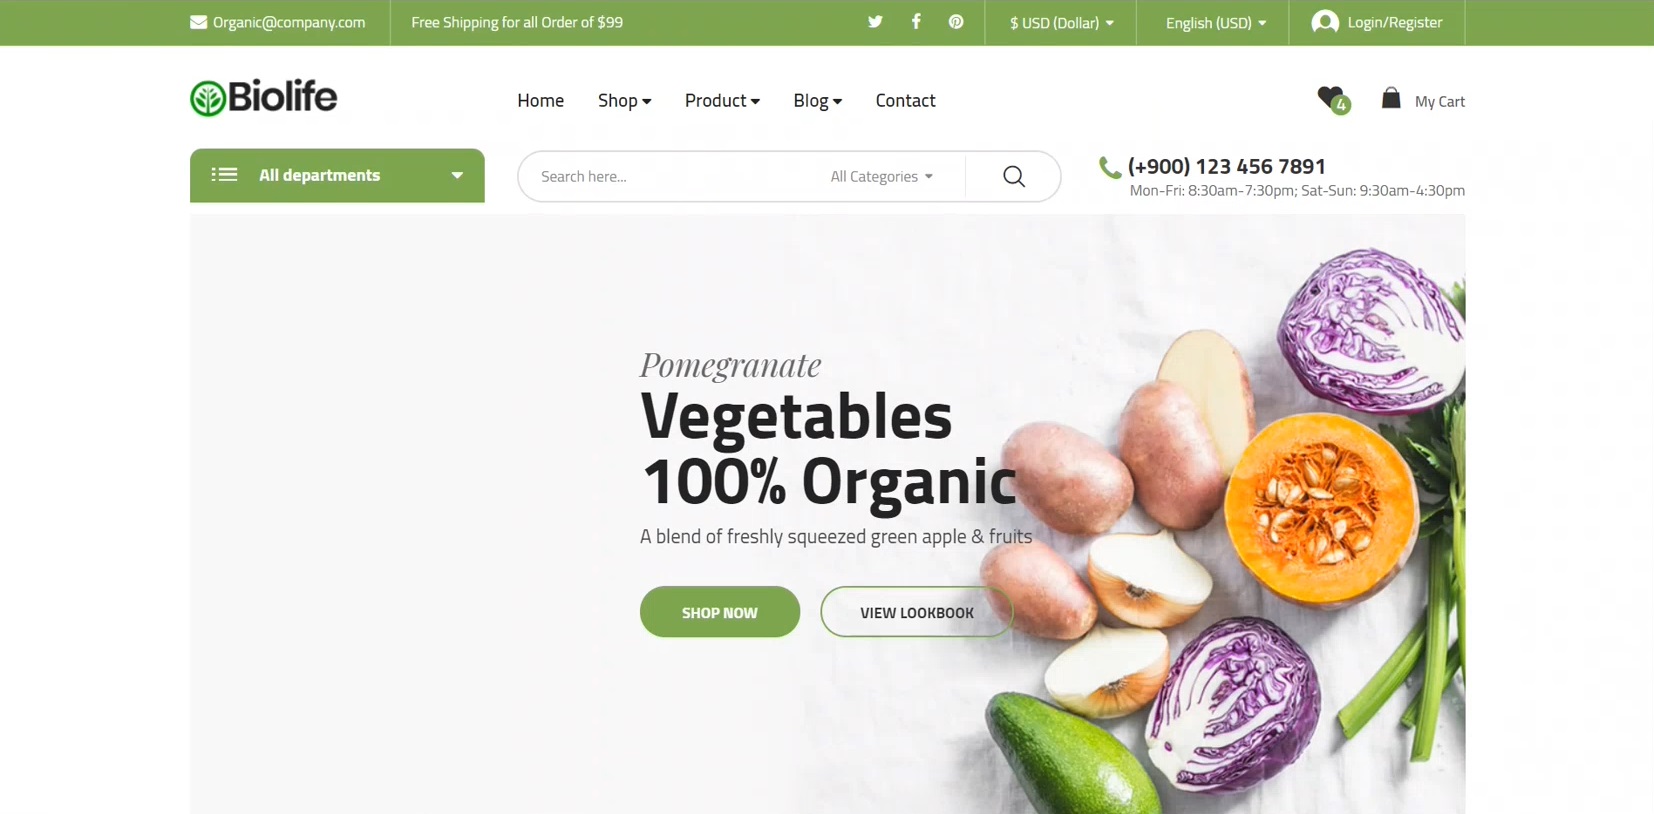 Organic@company.com
Free Shipping for all Order of $99
$ USD (Dollar)
English (USD)
Login/Register
Biolife
Home
Shop
Product
Blog
Contact
4
My Cart
All departments
Search here...
All Categories
(+900) 123 456 7891
Mon-Fri: 8:30am-7:30pm; Sat-Sun: 9:30am-4:30pm
Pomegranate
Vegetables
100% Organic
A blend of freshly squeezed green apple & fruits
SHOP NOW
VIEW LOOKBOOK